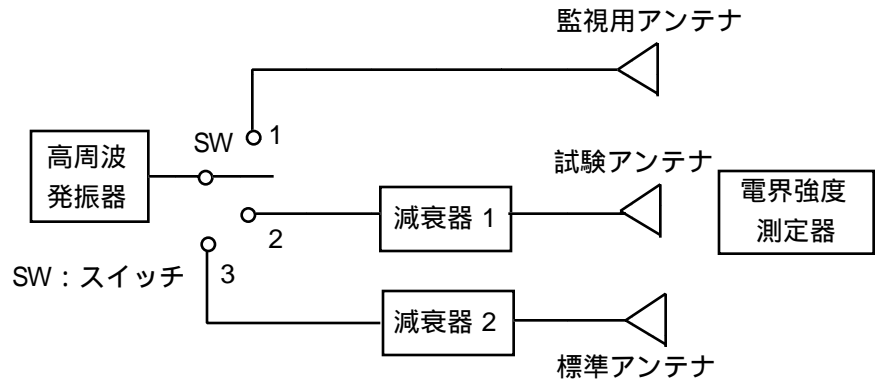 監視用アンテナ
SW
1
高周波
発振器
試験アンテナ
電界強度
測定器
減衰器 1
2
SW：スイッチ
3
減衰器 2
標準アンテナ